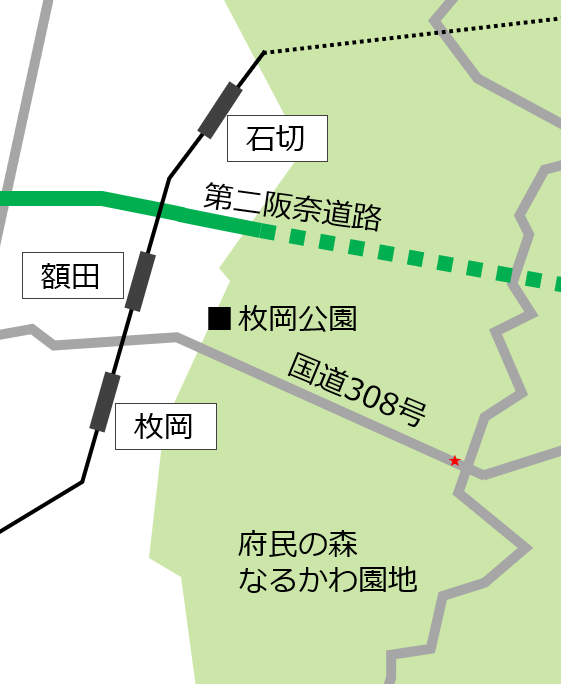 石切
第二阪奈道路
額田
枚岡公園
国道308号
枚岡
府民の森
なるかわ園地